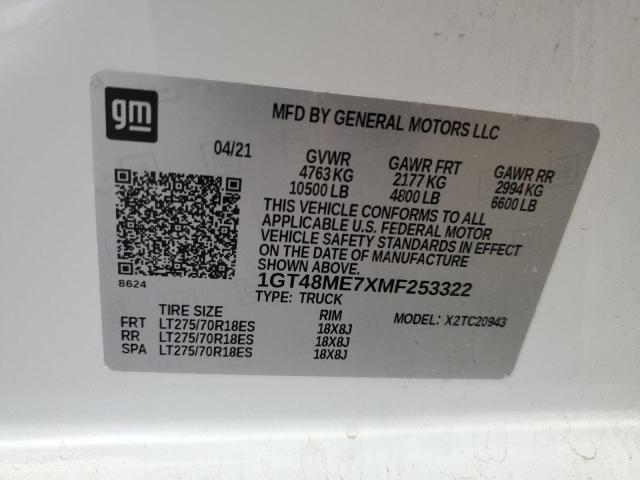 gm
MFD BY GENERAL MOTORS LLC
04/21
GVWR GAWR FRT GAWR RR
4763 KG 2177 KG 2994 KG
10500 LB 4800 LB 6600 LB
THIS VEHICLE CONFORMS TO ALL
APPLICABLE U.S. FEDERAL MOTOR
VEHICLE SAFETY STANDARDS IN EFFECT
ON THE DATE OF MANUFACTURE
SHOWN ABOVE.
8624
1GT48ME7XMF253322
TYPE: TRUCK
MODEL: X2TC20943
TIRE SIZE RIM
FRT LT275/70R18ES 18X8J
RR LT275/70R18ES 18X8J
SPA LT275/70R18ES 18X8J